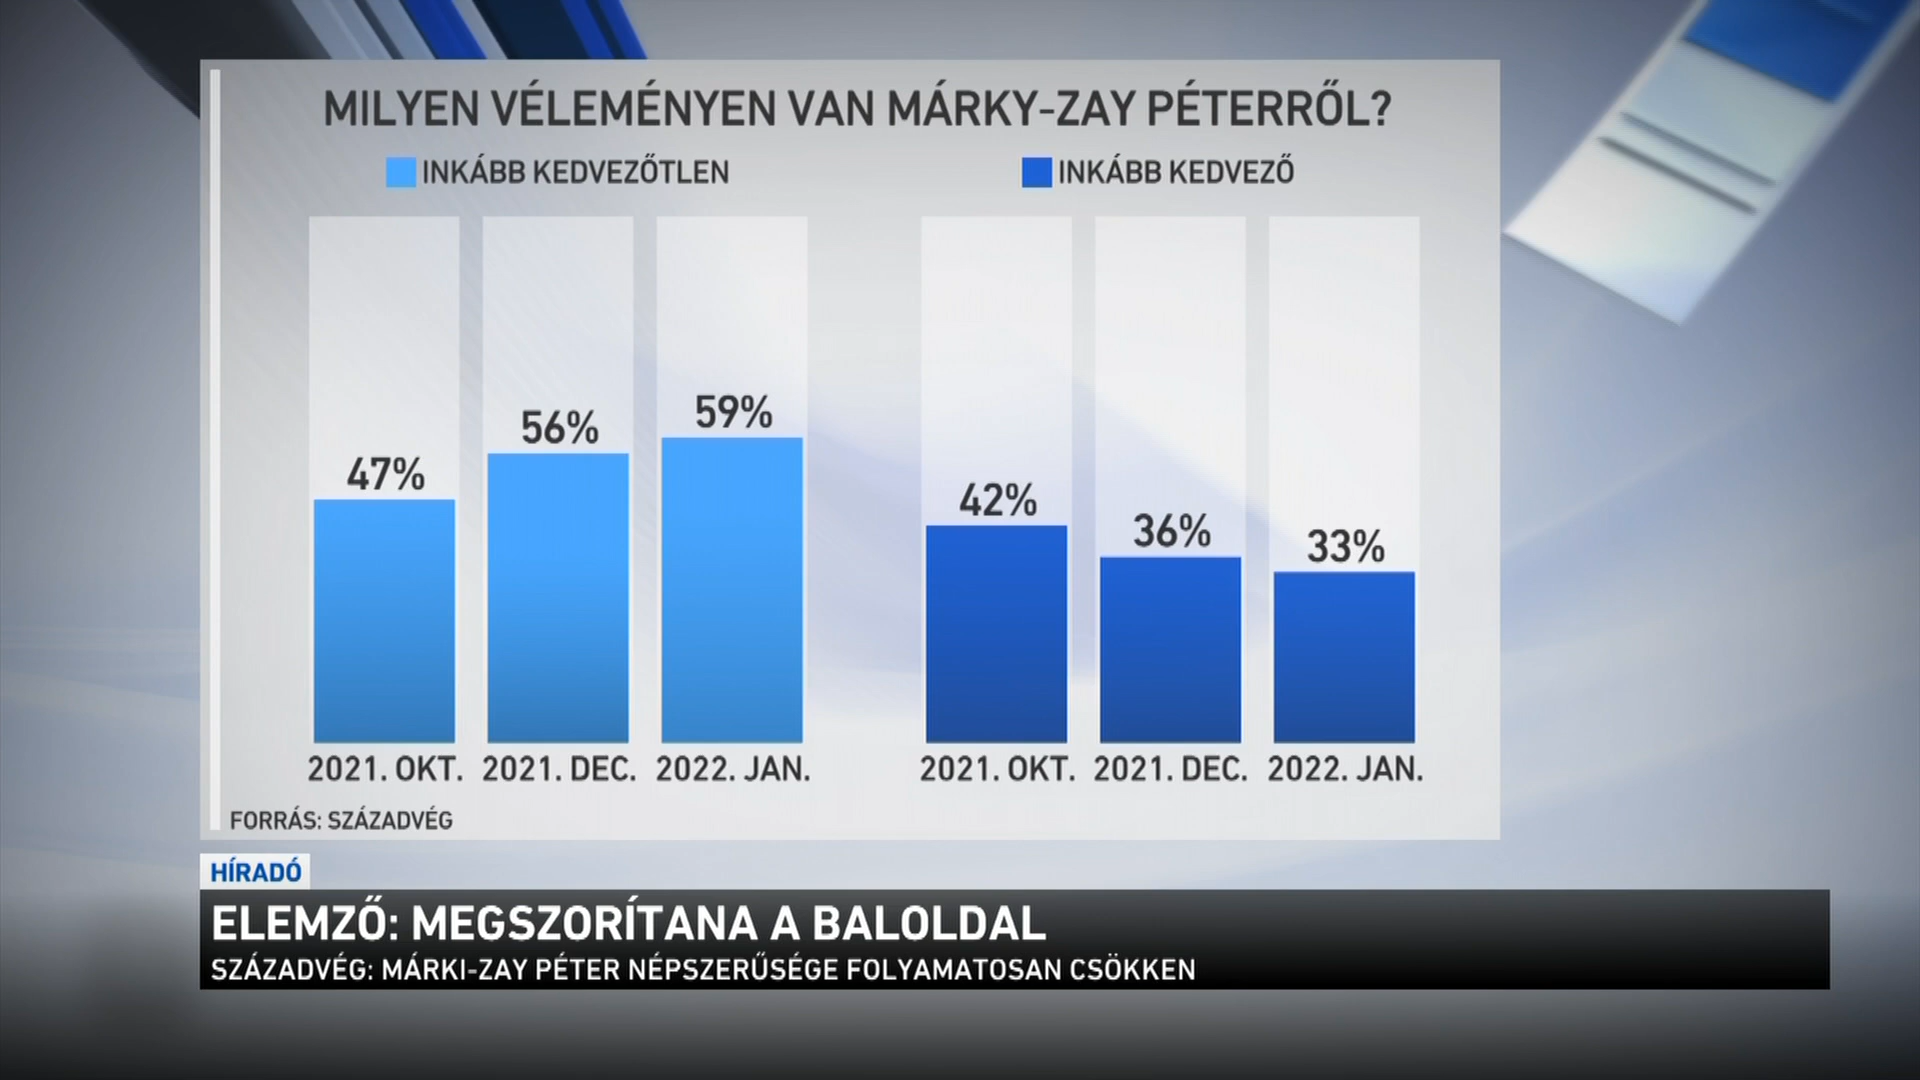 MILYEN VÉLEMÉNYEN VAN MÁRKY-ZAY PÉTERRŐL?
INKÁBB KEDVEZŐTLEN
INKÁBB KEDVEZŐ
47%
56%
59%
42%
36%
33%
2021. OKT.
2021. DEC.
2022. JAN.
2021. OKT.
2021. DEC.
2022. JAN.
FORRÁS: SZÁZADVÉG
HÍRADÓ
ELEMZŐ: MEGSZORÍTANA A BALOLDAL
SZÁZADVÉG: MÁRKI-ZAY PÉTER NÉPSZERŰSÉGE FOLYAMATOSAN CSÖKKEN